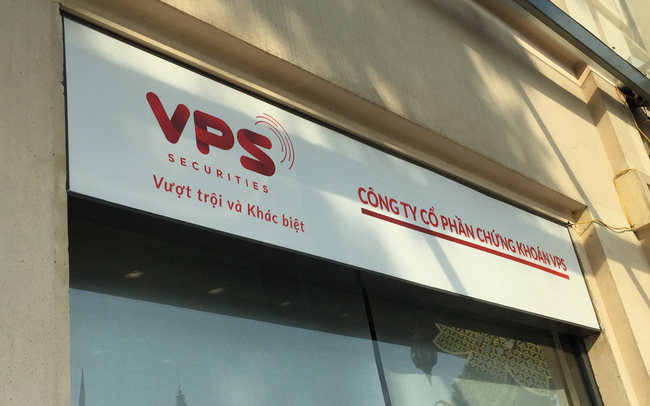 VPS
SECURITIES
Vượt trội và Khác biệt
CÔNG TY CỔ PHẦN CHỨNG KHOÁN VPS